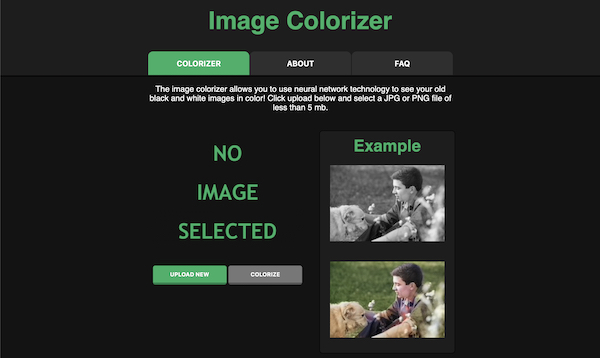 Image Colorizer
COLORIZER
ABOUT
FAQ
The image colorizer allows you to use neural network technology to see your old
black and white images in color! Click upload below and select a JPG or PNG file of
less than 5 mb.
NO
IMAGE
SELECTED
UPLOAD NEW
COLORIZE
Example